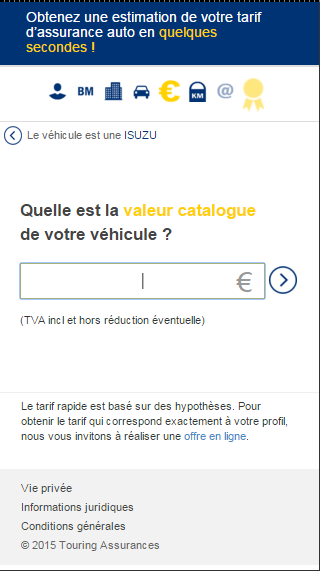 Obtenez une estimation de votre tarif
d'assurance auto en quelques
secondes !
BM
€
KM
@
Le véhicule est une ISUZU
Quelle est la valeur catalogue
de votre véhicule ?
€
(TVA incl et hors réduction éventuelle)
Le tarif rapide est basé sur des hypothèses. Pour
obtenir le tarif qui correspond exactement à votre profil,
nous vous invitons à réaliser une offre en ligne.
Vie privée
Informations juridiques
Conditions générales
© 2015 Touring Assurances